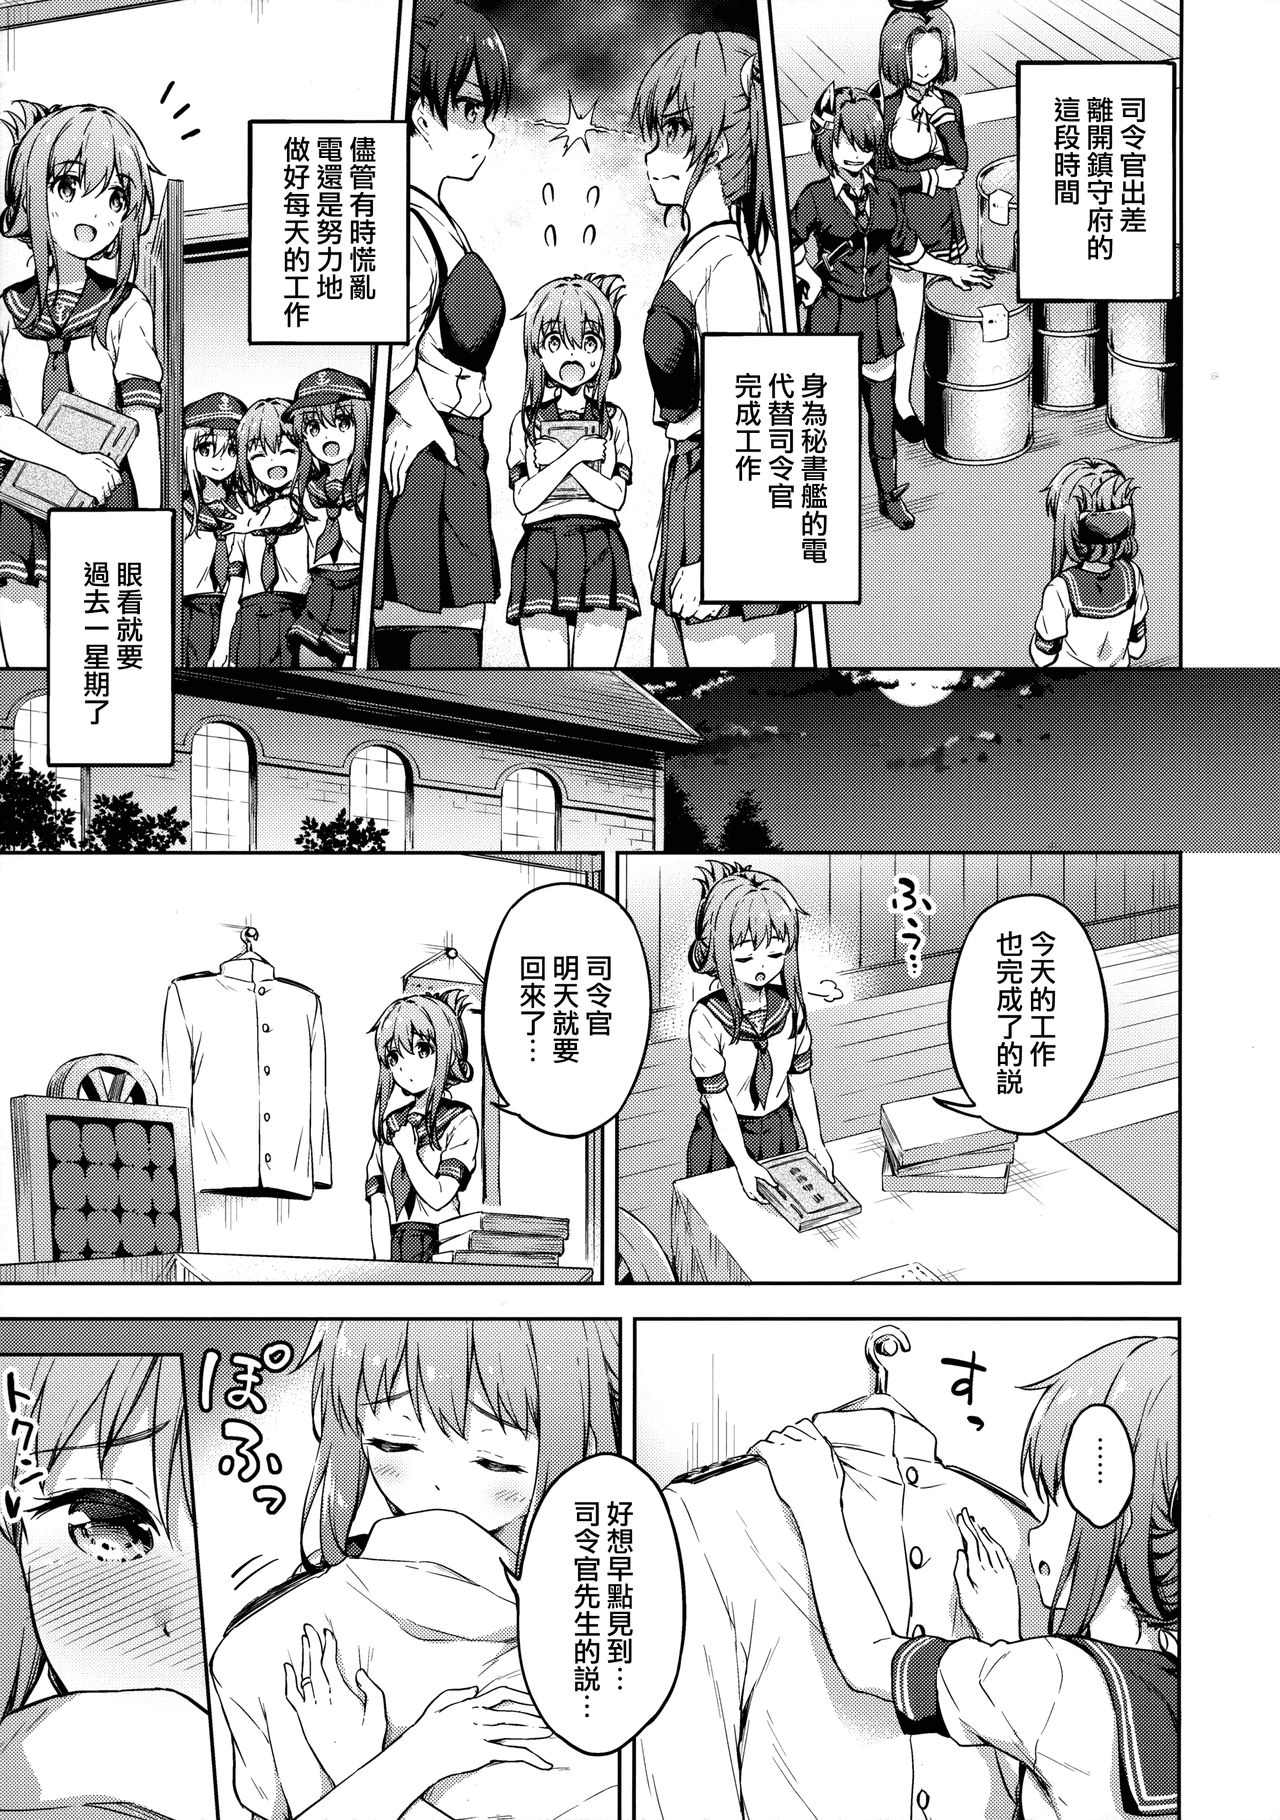 司令官出差
離開鎮守府的
這段時間
身為秘書艦的電
代替司令官
完成工作
儘管有時慌亂
電還是努力地
做好每天的工作
眼看就要
過去一星期了
今天的工作
也完成了的説
ふぅ…
司令官
明天就要
回來了…
……
すっ
好想早點見到…
司令官先生的説…
ぽふっ
トクン